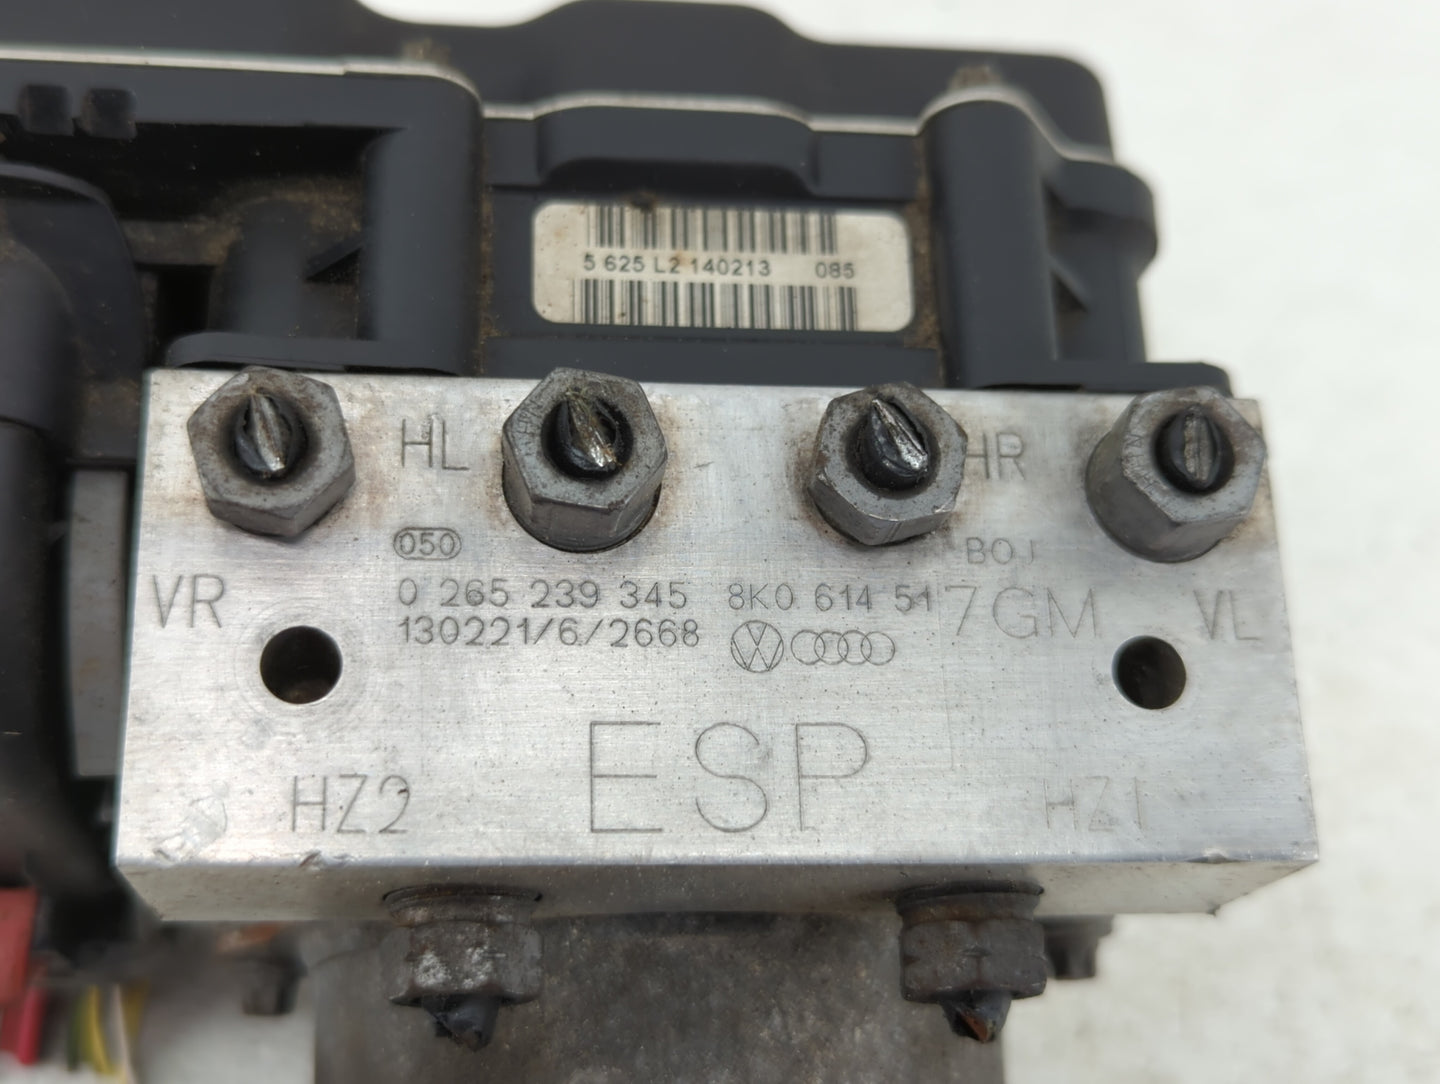 5 625 L2 140213 085
HL HR
050 BOJ
VR 0 265 239 345 8K0 614 517GM VL
130221/6/2668
ESP
HZ2 HZ1